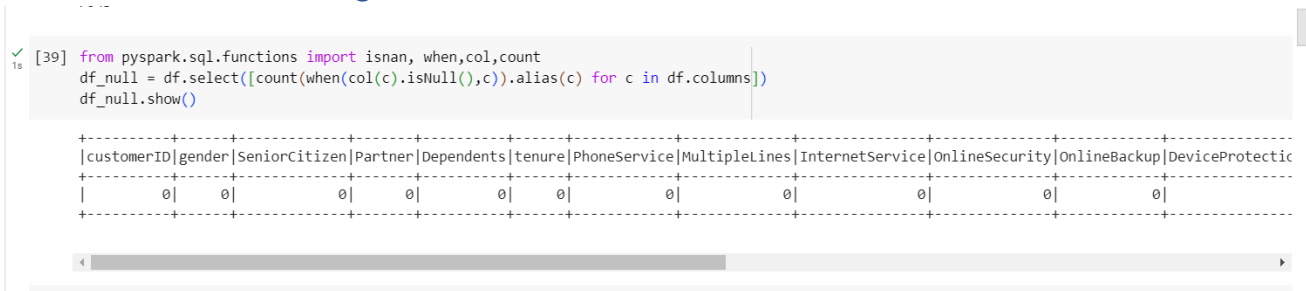 [39] from pyspark.sql.functions import isnan, when,col,count
1s
df_null = df.select([count(when(col(c).isNull(),c)).alias(c) for c in df.columns])
df_null.show()
+----------+------+-------------+-------+----------+------+------------+-------------+---------------+--------------+------------+----------------
|customerID|gender|SeniorCitizen|Partner|Dependents|tenure|PhoneService|MultipleLines|InternetService|OnlineSecurity|OnlineBackup|DeviceProtectic
+----------+------+-------------+-------+----------+------+------------+-------------+---------------+--------------+------------+----------------
|         0|     0|            0|      0|         0|     0|           0|            0|              0|             0|           0|
+----------+------+-------------+-------+----------+------+------------+-------------+---------------+--------------+------------+----------------